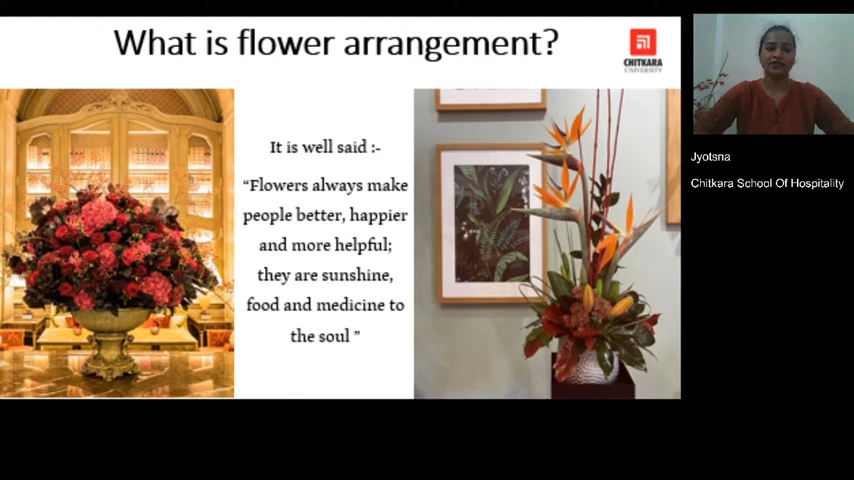 What is flower arrangement?
CHITKARA
UNIVERSITY
It is well said :-
“Flowers always make
people better, happier
and more helpful;
they are sunshine,
food and medicine to
the soul ”
Jyotsna
Chitkara School Of Hospitality